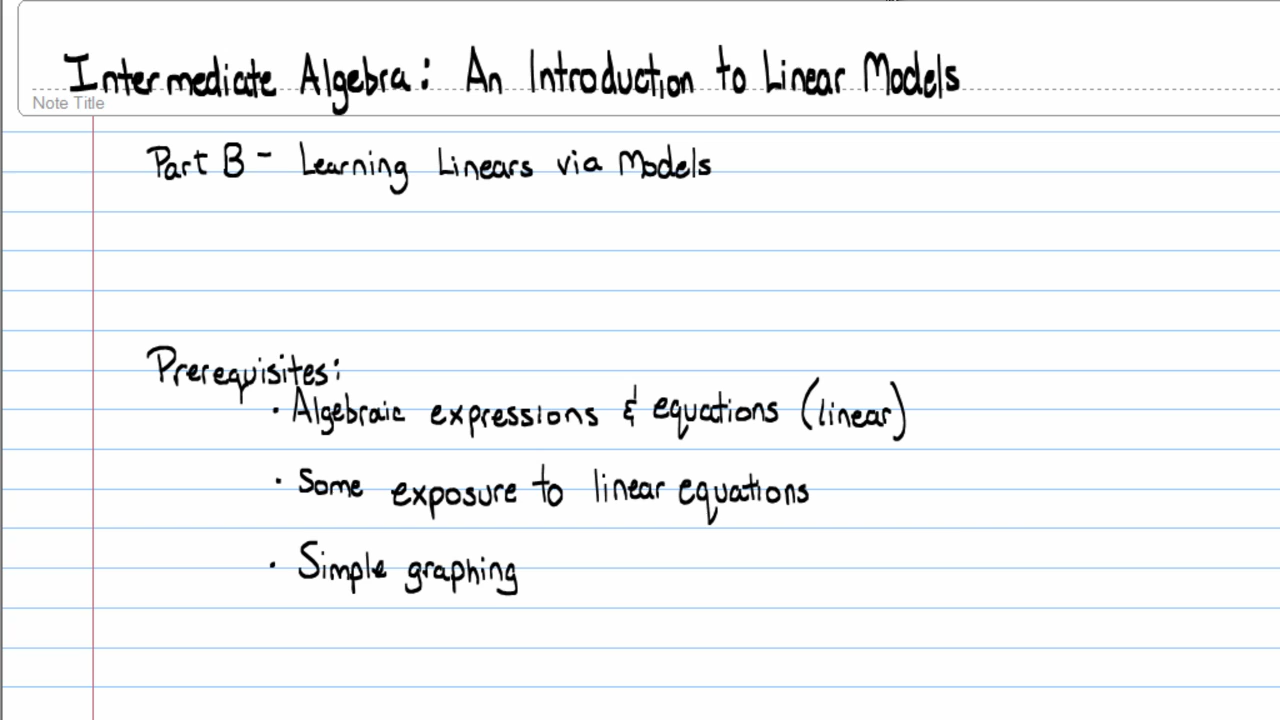 Intermediate Algebra: An Introduction to Linear Models
Note Title
Part B - Learning Linears via Models
Prerequisites:
· Algebraic expressions & equations (linear)
· Some exposure to linear equations
· Simple graphing